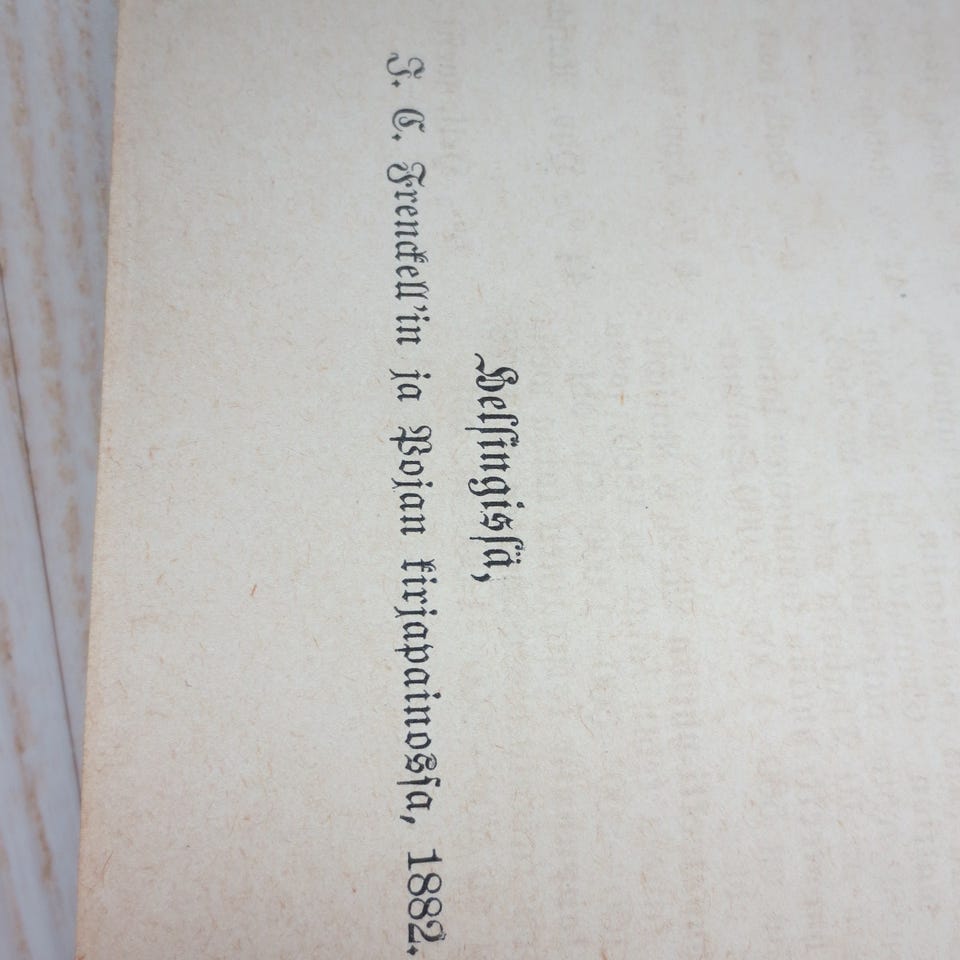 Helsingissä,
J. C. Frenckell'in ja Pojan kirjapainossa, 1882.